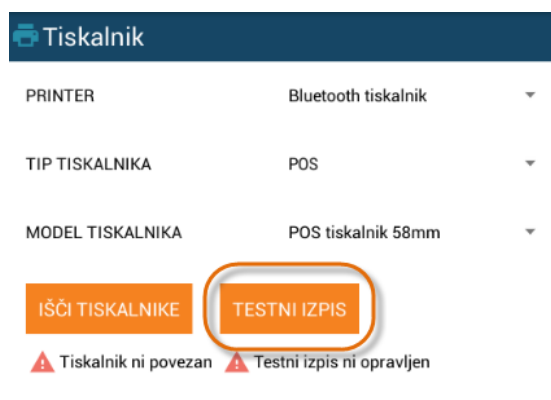 Tiskalnik
PRINTER Bluetooth tiskalnik
TIP TISKALNIKA POS
MODEL TISKALNIKA POS tiskalnik 58mm
IŠČI TISKALNIKE TESTNI IZPIS
Tiskalnik ni povezan Testni izpis ni opravljen